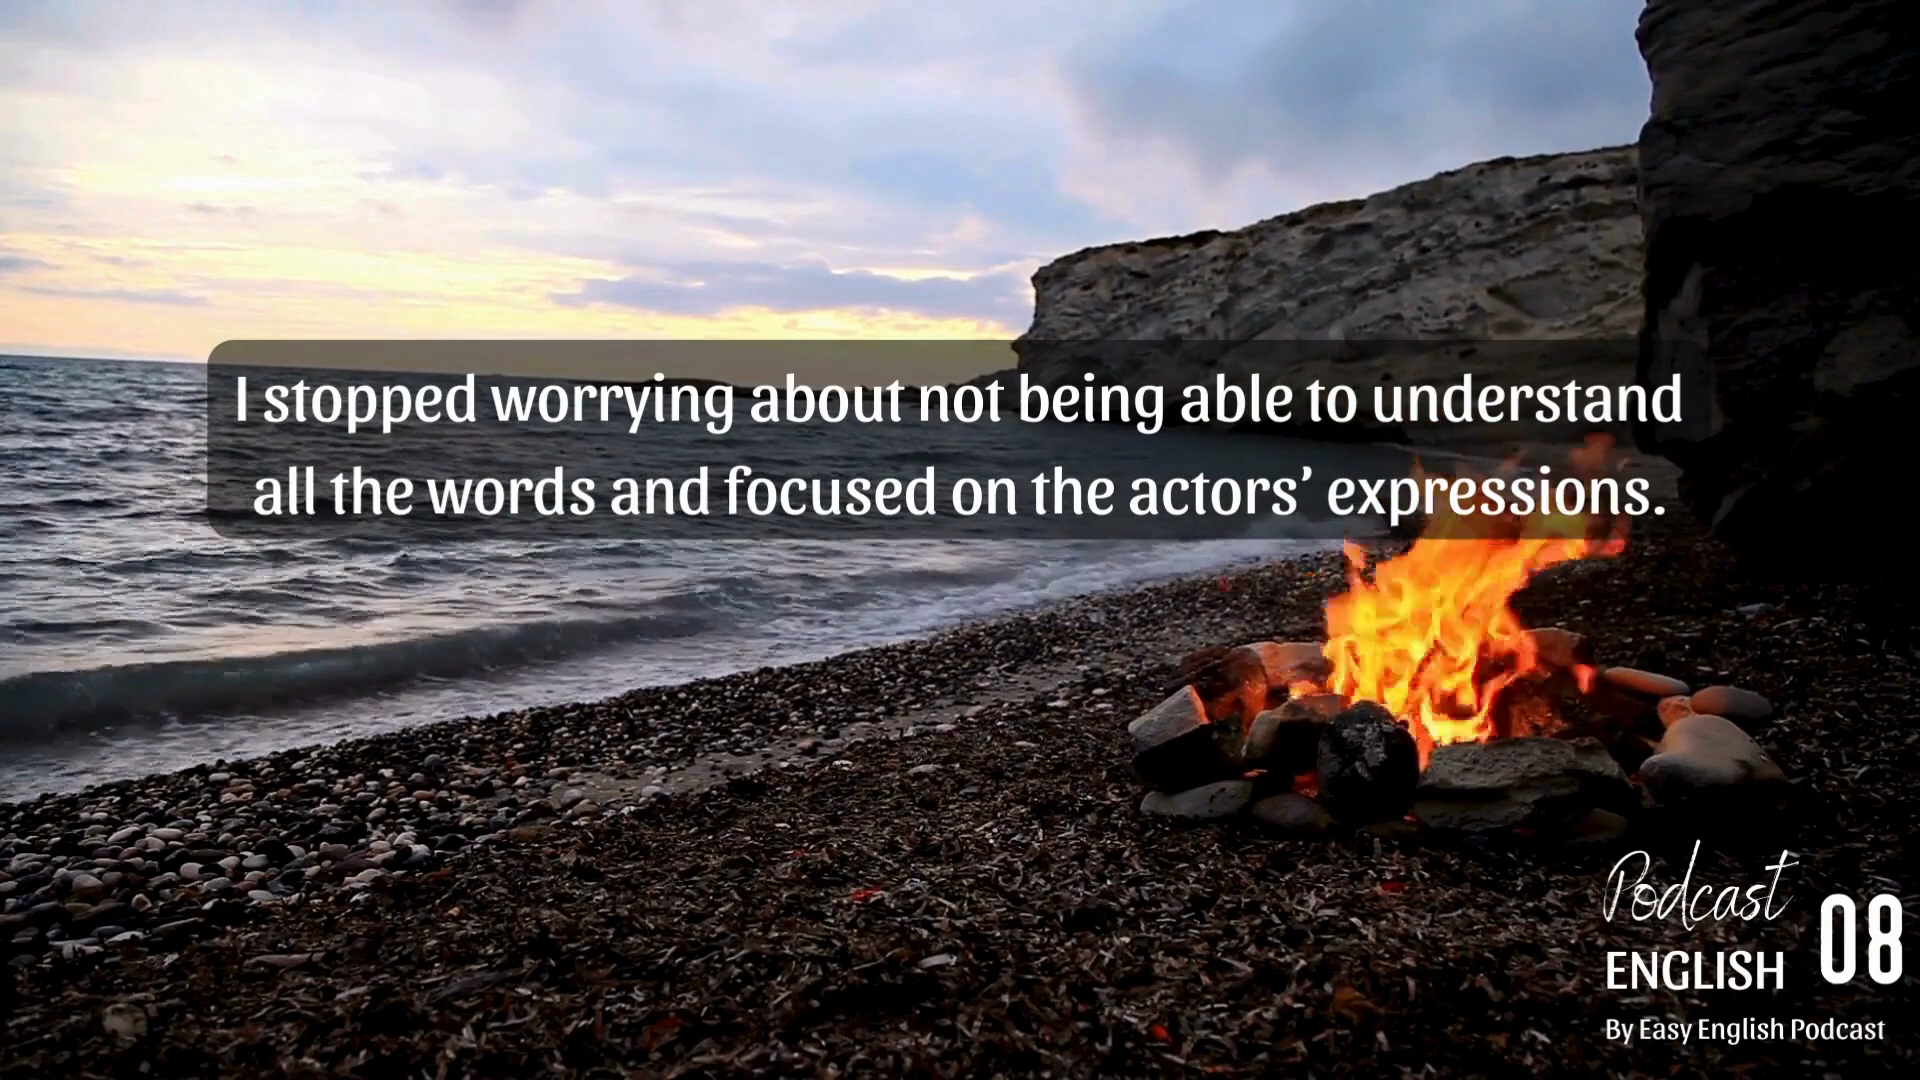 I stopped worrying about not being able to understand
all the words and focused on the actors’ expressions.
Podcast
ENGLISH
08
By Easy English Podcast